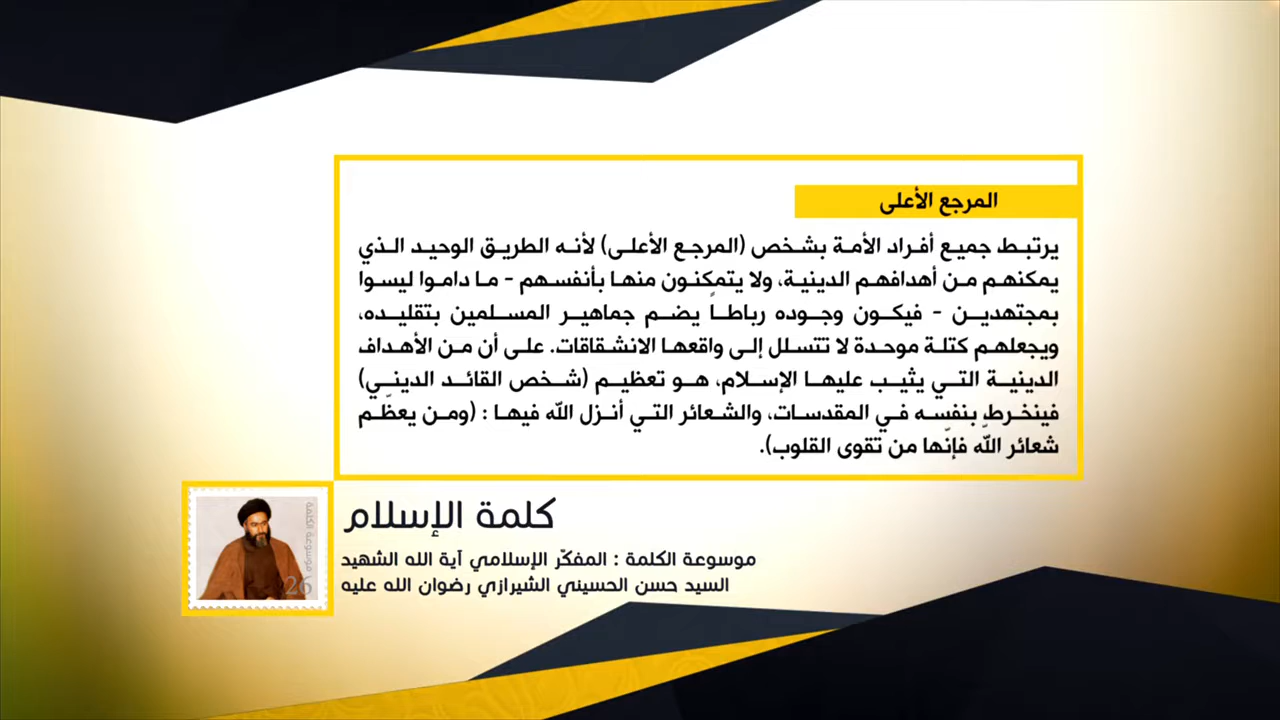 المرجع الأعلى
يرتبط جميع أفراد الأمة بشخص (المرجع الأعلى) لأنه الطريق الوحيد الذي
يمكنهم من أهدافهم الدينية، ولا يتمكنون منها بأنفسهم - ما داموا ليسوا
بمجتهدين - فيكون وجوده رباطاً يضم جماهير المسلمين بتقليده،
ويجعلهم كتلة موحدة لا تتسلل إلى واقعها الانشقاقات. على أن من الأهداف
الدينية التي يثيب عليها الإسلام، هو تعظيم (شخص القائد الديني)
فينخرط بنفسه في المقدسات، والشعائر التي أنزل الله فيها : (ومن يعظّم
شعائر اللّه فإنّها من تقوى القلوب).
كلمة الإسلام
موسوعة الكلمة : المفكّر الإسلامي آية الله الشهيد
السيد حسن الحسيني الشيرازي رضوان الله عليه
26